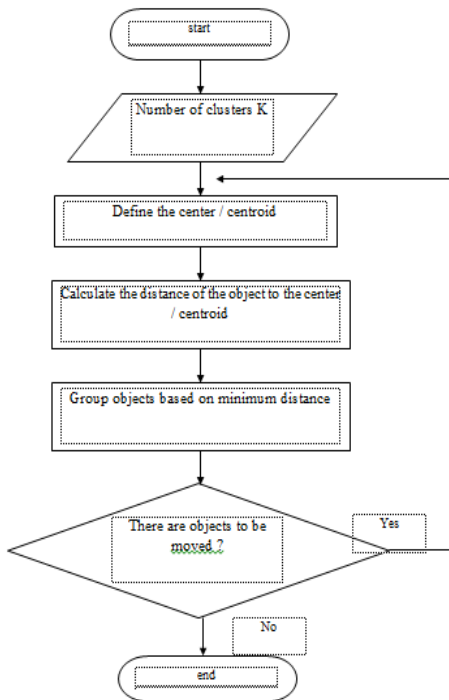 start
Number of clusters K
Define the center / centroid
Calculate the distance of the object to the center
/ centroid
Group objects based on minimum distance
There are objects to be
moved ?
Yes
No
end